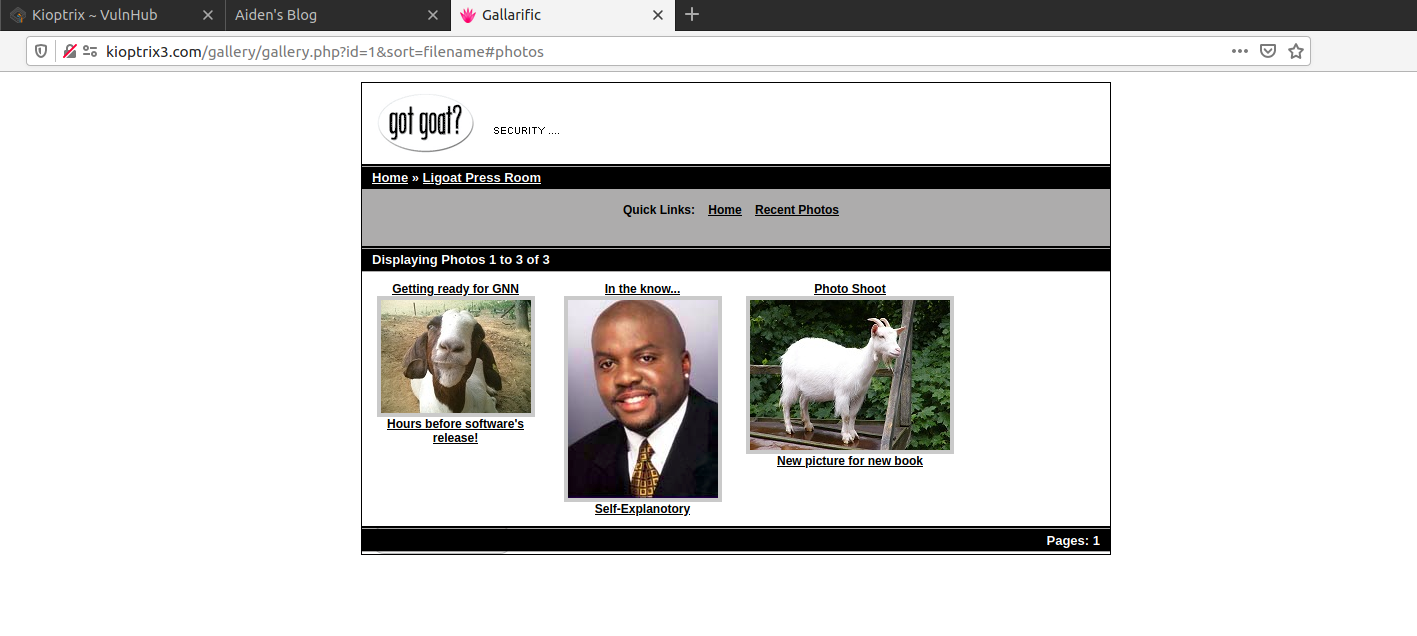 Kioptrix ~ VulnHub
Aiden's Blog
Gallarific
kioptrix3.com/gallery/gallery.php?id=1&sort=filename#photos
got goat?
SECURITY ....
Home » Ligoat Press Room
Quick Links: Home Recent Photos
Displaying Photos 1 to 3 of 3
Getting ready for GNN
Hours before software's
release!
In the know...
Self-Explanotory
Photo Shoot
New picture for new book
Pages: 1